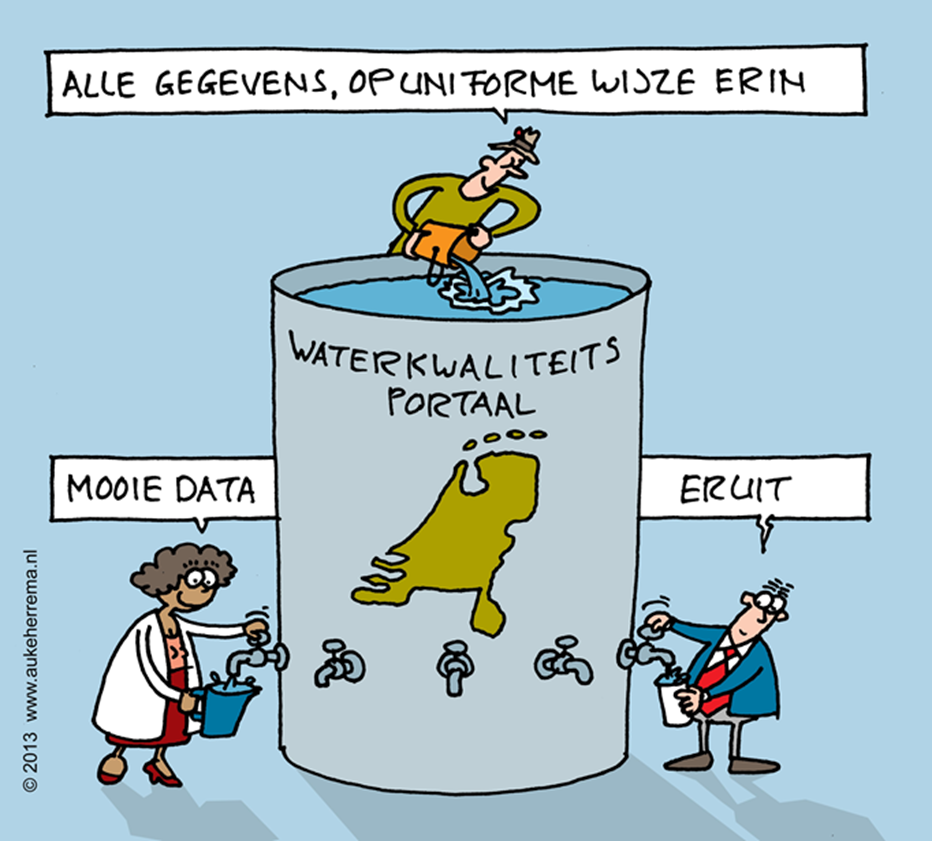 ALLE GEGEVENS, OP UNIFORME WIJZE ERIN
WATERKWALITEITS
PORTAAL
MOOIE DATA
ERUIT
© 2013 www.aukeherrema.nl